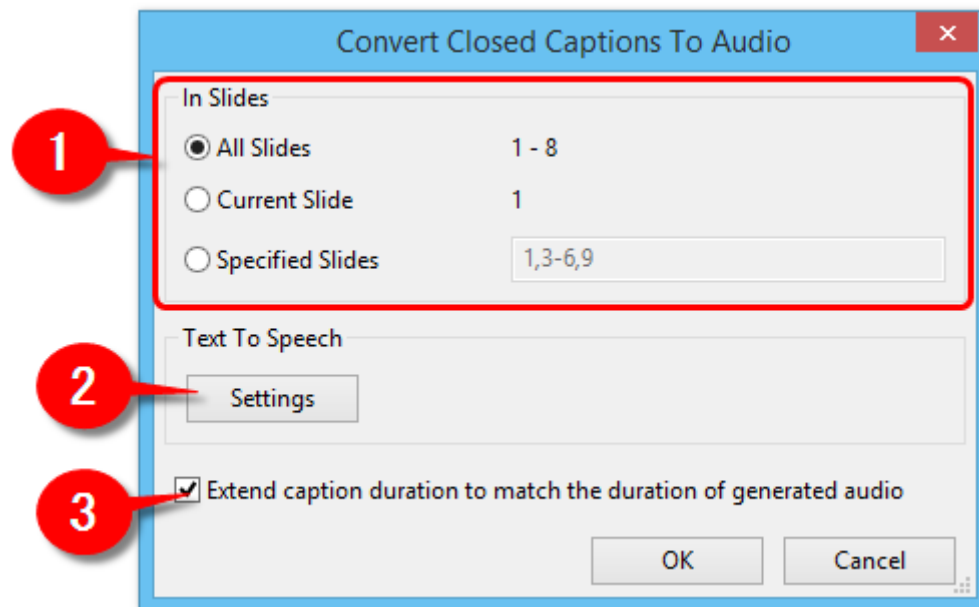 Convert Closed Captions To Audio
In Slides
1
All Slides 1 - 8
Current Slide 1
Specified Slides 1,3-6,9
Text To Speech
2
Settings
3
Extend caption duration to match the duration of generated audio
OK Cancel